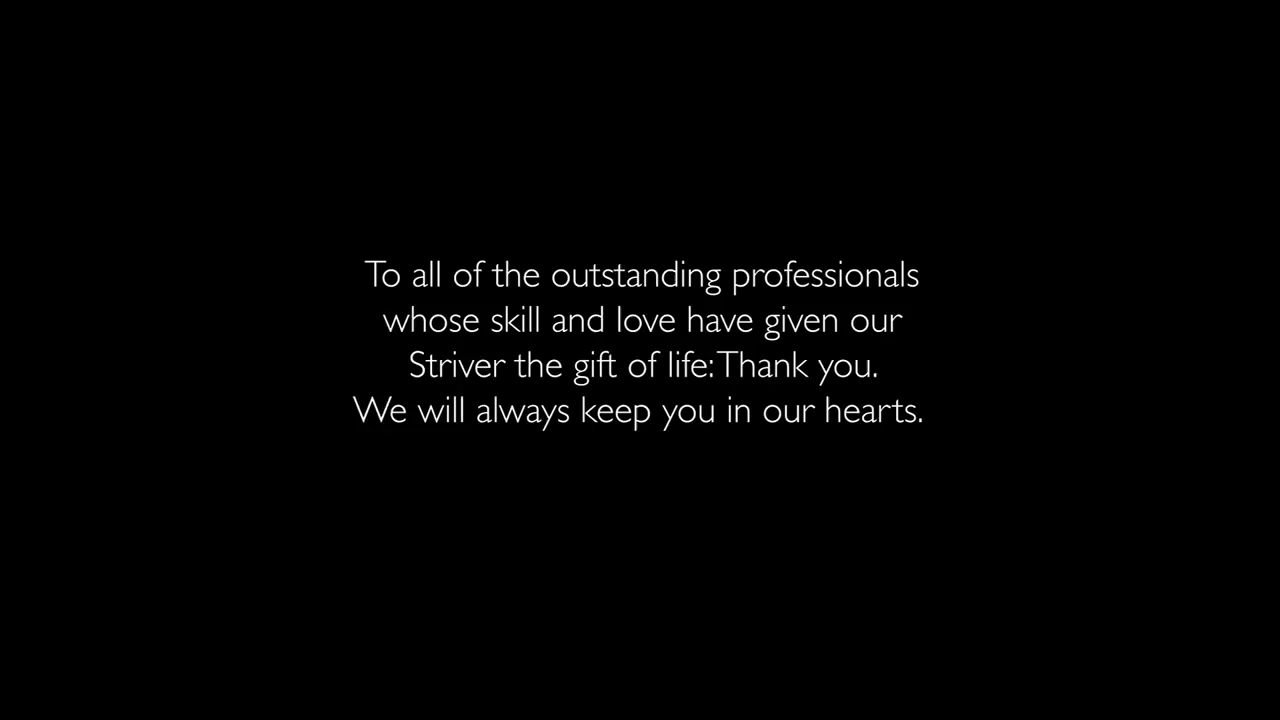 To all of the outstanding professionals
whose skill and love have given our
Striver the gift of life: Thank you.
We will always keep you in our hearts.